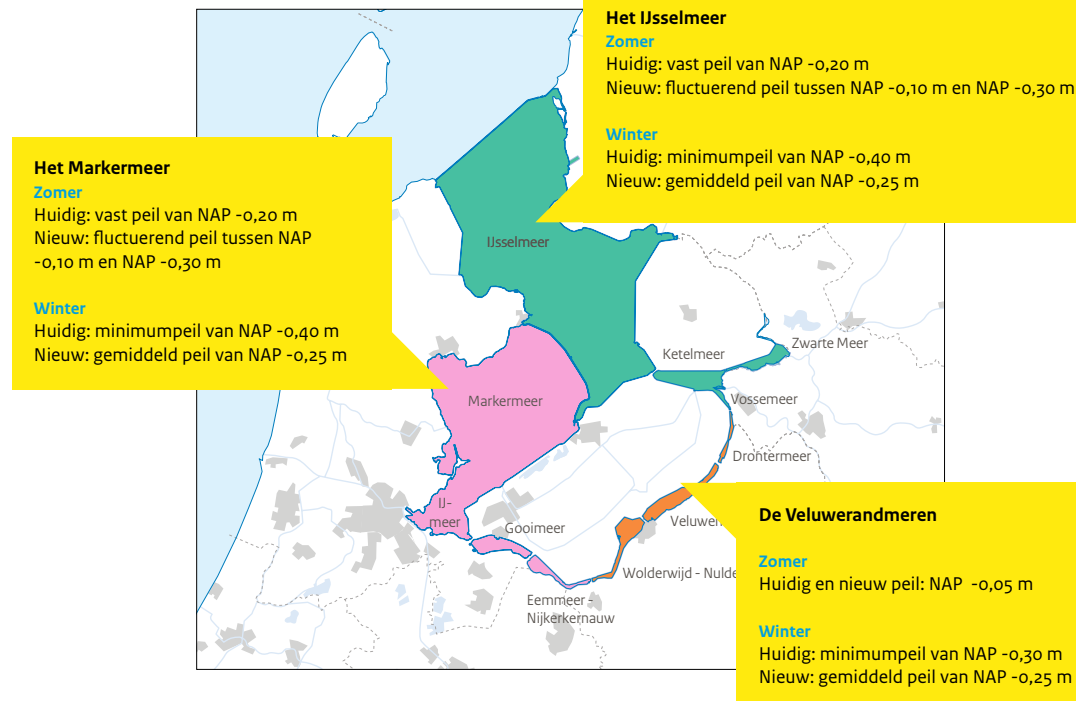 Het IJsselmeer
Zomer
Huidig: vast peil van NAP -0,20 m
Nieuw: fluctuerend peil tussen NAP -0,10 m en NAP -0,30 m
Winter
Huidig: minimumpeil van NAP -0,40 m
Nieuw: gemiddeld peil van NAP -0,25 m
Het Markermeer
Zomer
Huidig: vast peil van NAP -0,20 m
Nieuw: fluctuerend peil tussen NAP
-0,10 m en NAP -0,30 m
Winter
Huidig: minimumpeil van NAP -0,40 m
Nieuw: gemiddeld peil van NAP -0,25 m
IJsselmeer
Ketelmeer
Zwarte Meer
Markermeer
Vossemeer
Drontermeer
IJ-
meer
Gooimeer
Wolderwijd -
Eemmeer -
Nijkerkernauw
De Veluwerandmeren
Zomer
Huidig en nieuw peil: NAP -0,05 m
Winter
Huidig: minimumpeil van NAP -0,30 m
Nieuw: gemiddeld peil van NAP -0,25 m